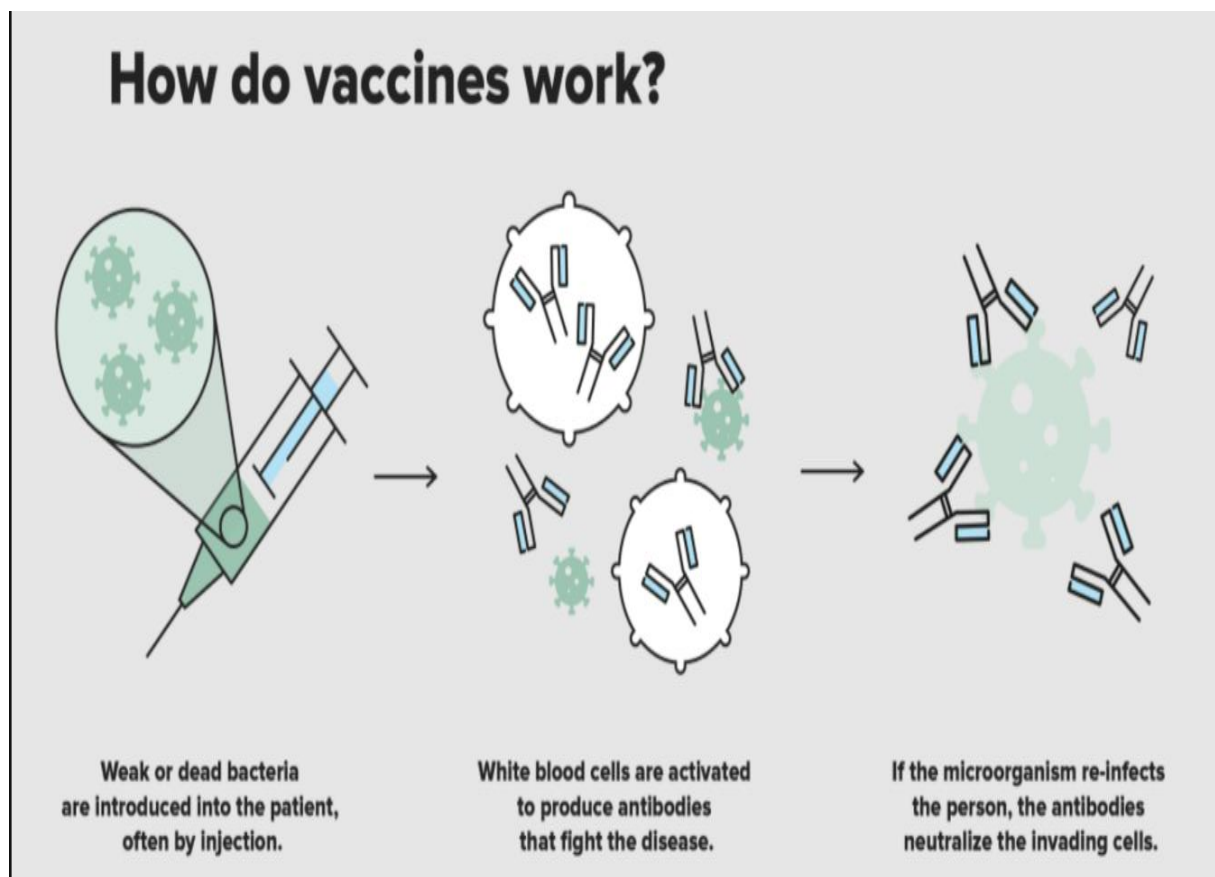 How do vaccines work?
Weak or dead bacteria
are introduced into the patient,
often by injection.
White blood cells are activated
to produce antibodies
that fight the disease.
If the microorganism re-infects
the person, the antibodies
neutralize the invading cells.